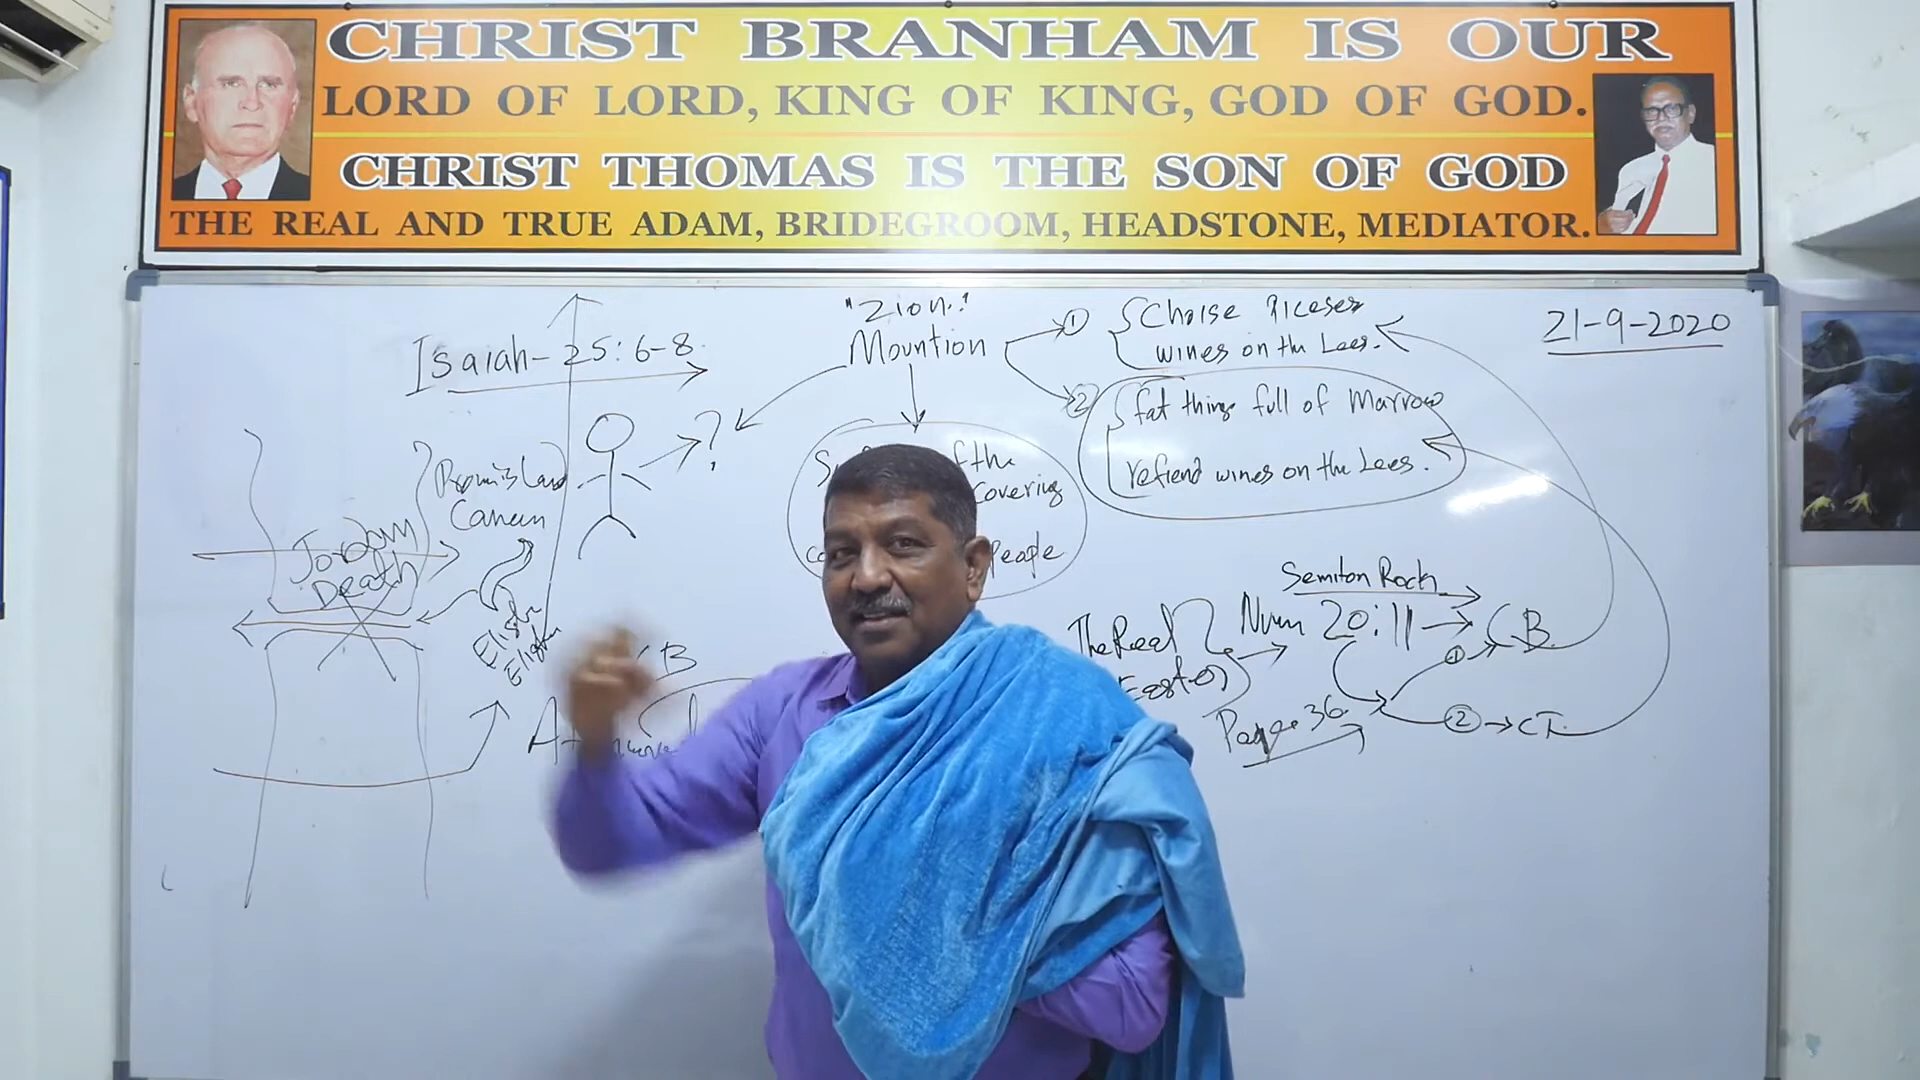 CHRIST BRANHAM IS OUR
LORD OF LORD, KING OF KING, GOD OF GOD.
CHRIST THOMAS IS THE SON OF GOD
THE REAL AND TRUE ADAM, BRIDEGROOM, HEADSTONE, MEDIATOR.
Isaiah - 25:6-8.
"Zion."
Mountion
① Choise
wines on the Lees.
② fat things full of Marrow
refiend wines on the Lees.
21-9-2020
?
Land
Jordan
Death
of the
Covering
People
B
Semiton Rock
The Real
Num 20:11 → CB
①
Page 36
② → CT